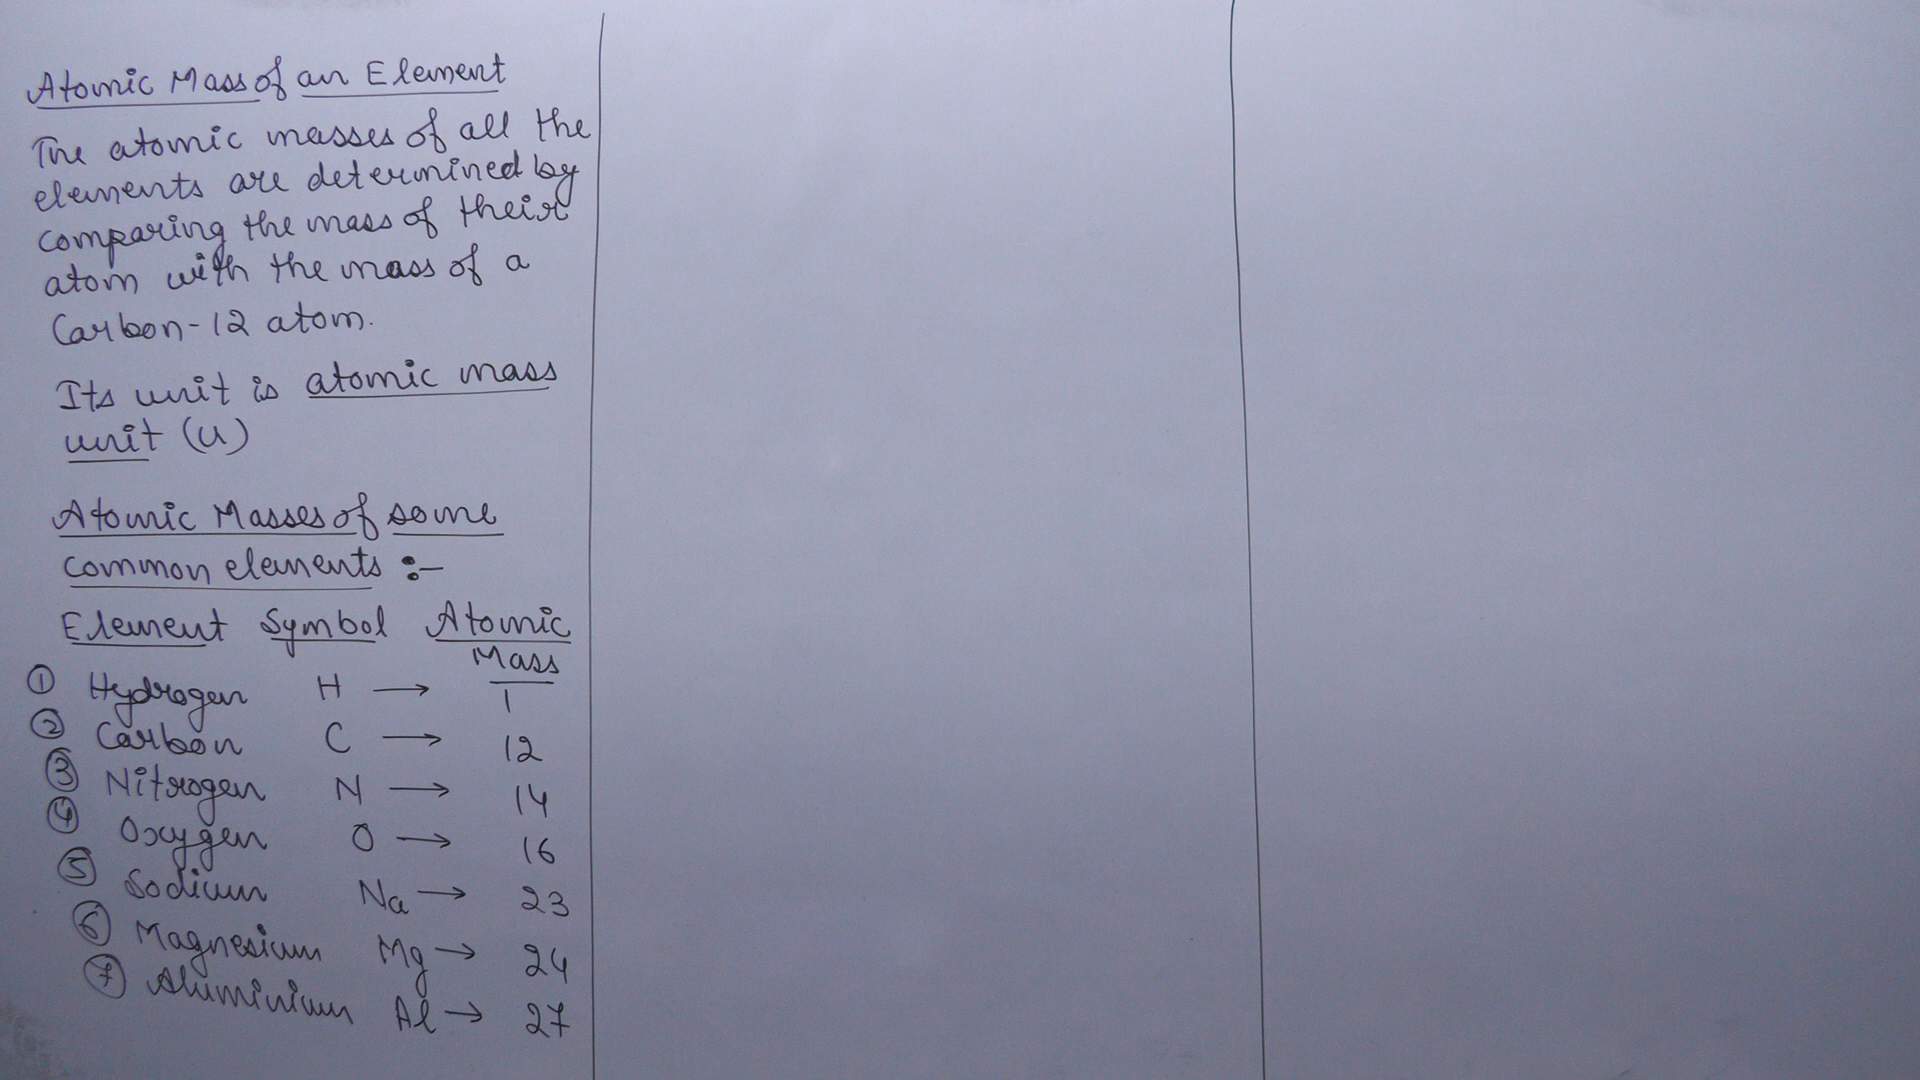 Atomic Mass of an Element
The atomic masses of all the
elements are determined by
comparing the mass of their
atom with the mass of a
Carbon-12 atom.
Its unit is atomic mass
unit (u)
Atomic Masses of some
common elements :-
Element Symbol Atomic
Mass
① Hydrogen H → 1
② Carbon C → 12
③ Nitrogen N → 14
④ Oxygen O → 16
⑤ Sodium Na → 23
⑥ Magnesium Mg → 24
⑦ Aluminium Al → 27